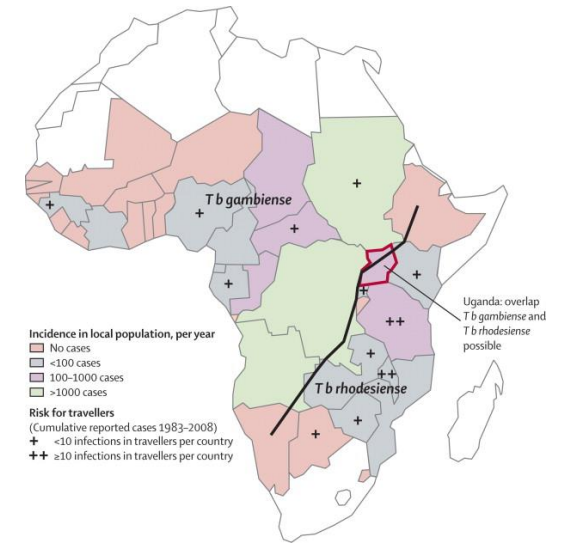 T b gambiense
+
+
+
+
+
+
+
++
+
++
T b rhodesiense
+
+
Uganda: overlap
T b gambiense and
T b rhodesiense
possible
Incidence in local population, per year
No cases
<100 cases
100–1000 cases
>1000 cases
Risk for travellers
(Cumulative reported cases 1983–2008)
+ <10 infections in travellers per country
++ ≥10 infections in travellers per country